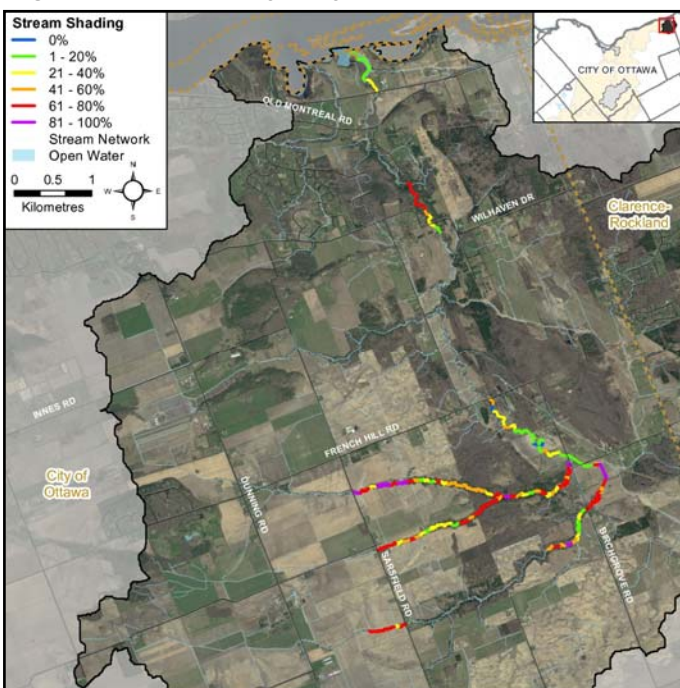 Stream Shading
0%
1 - 20%
21 - 40%
41 - 60%
61 - 80%
81 - 100%
Stream Network
Open Water
0 0.5 1
Kilometres
N
W E
S
CITY OF OTTAWA
OLD MONTREAL RD
WILHAVEN DR
Clarence-
Rockland
INNES RD
FRENCH HILL RD
City of
Ottawa
DUNNING RD
SARSFIELD RD
BIRCHGROVE RD